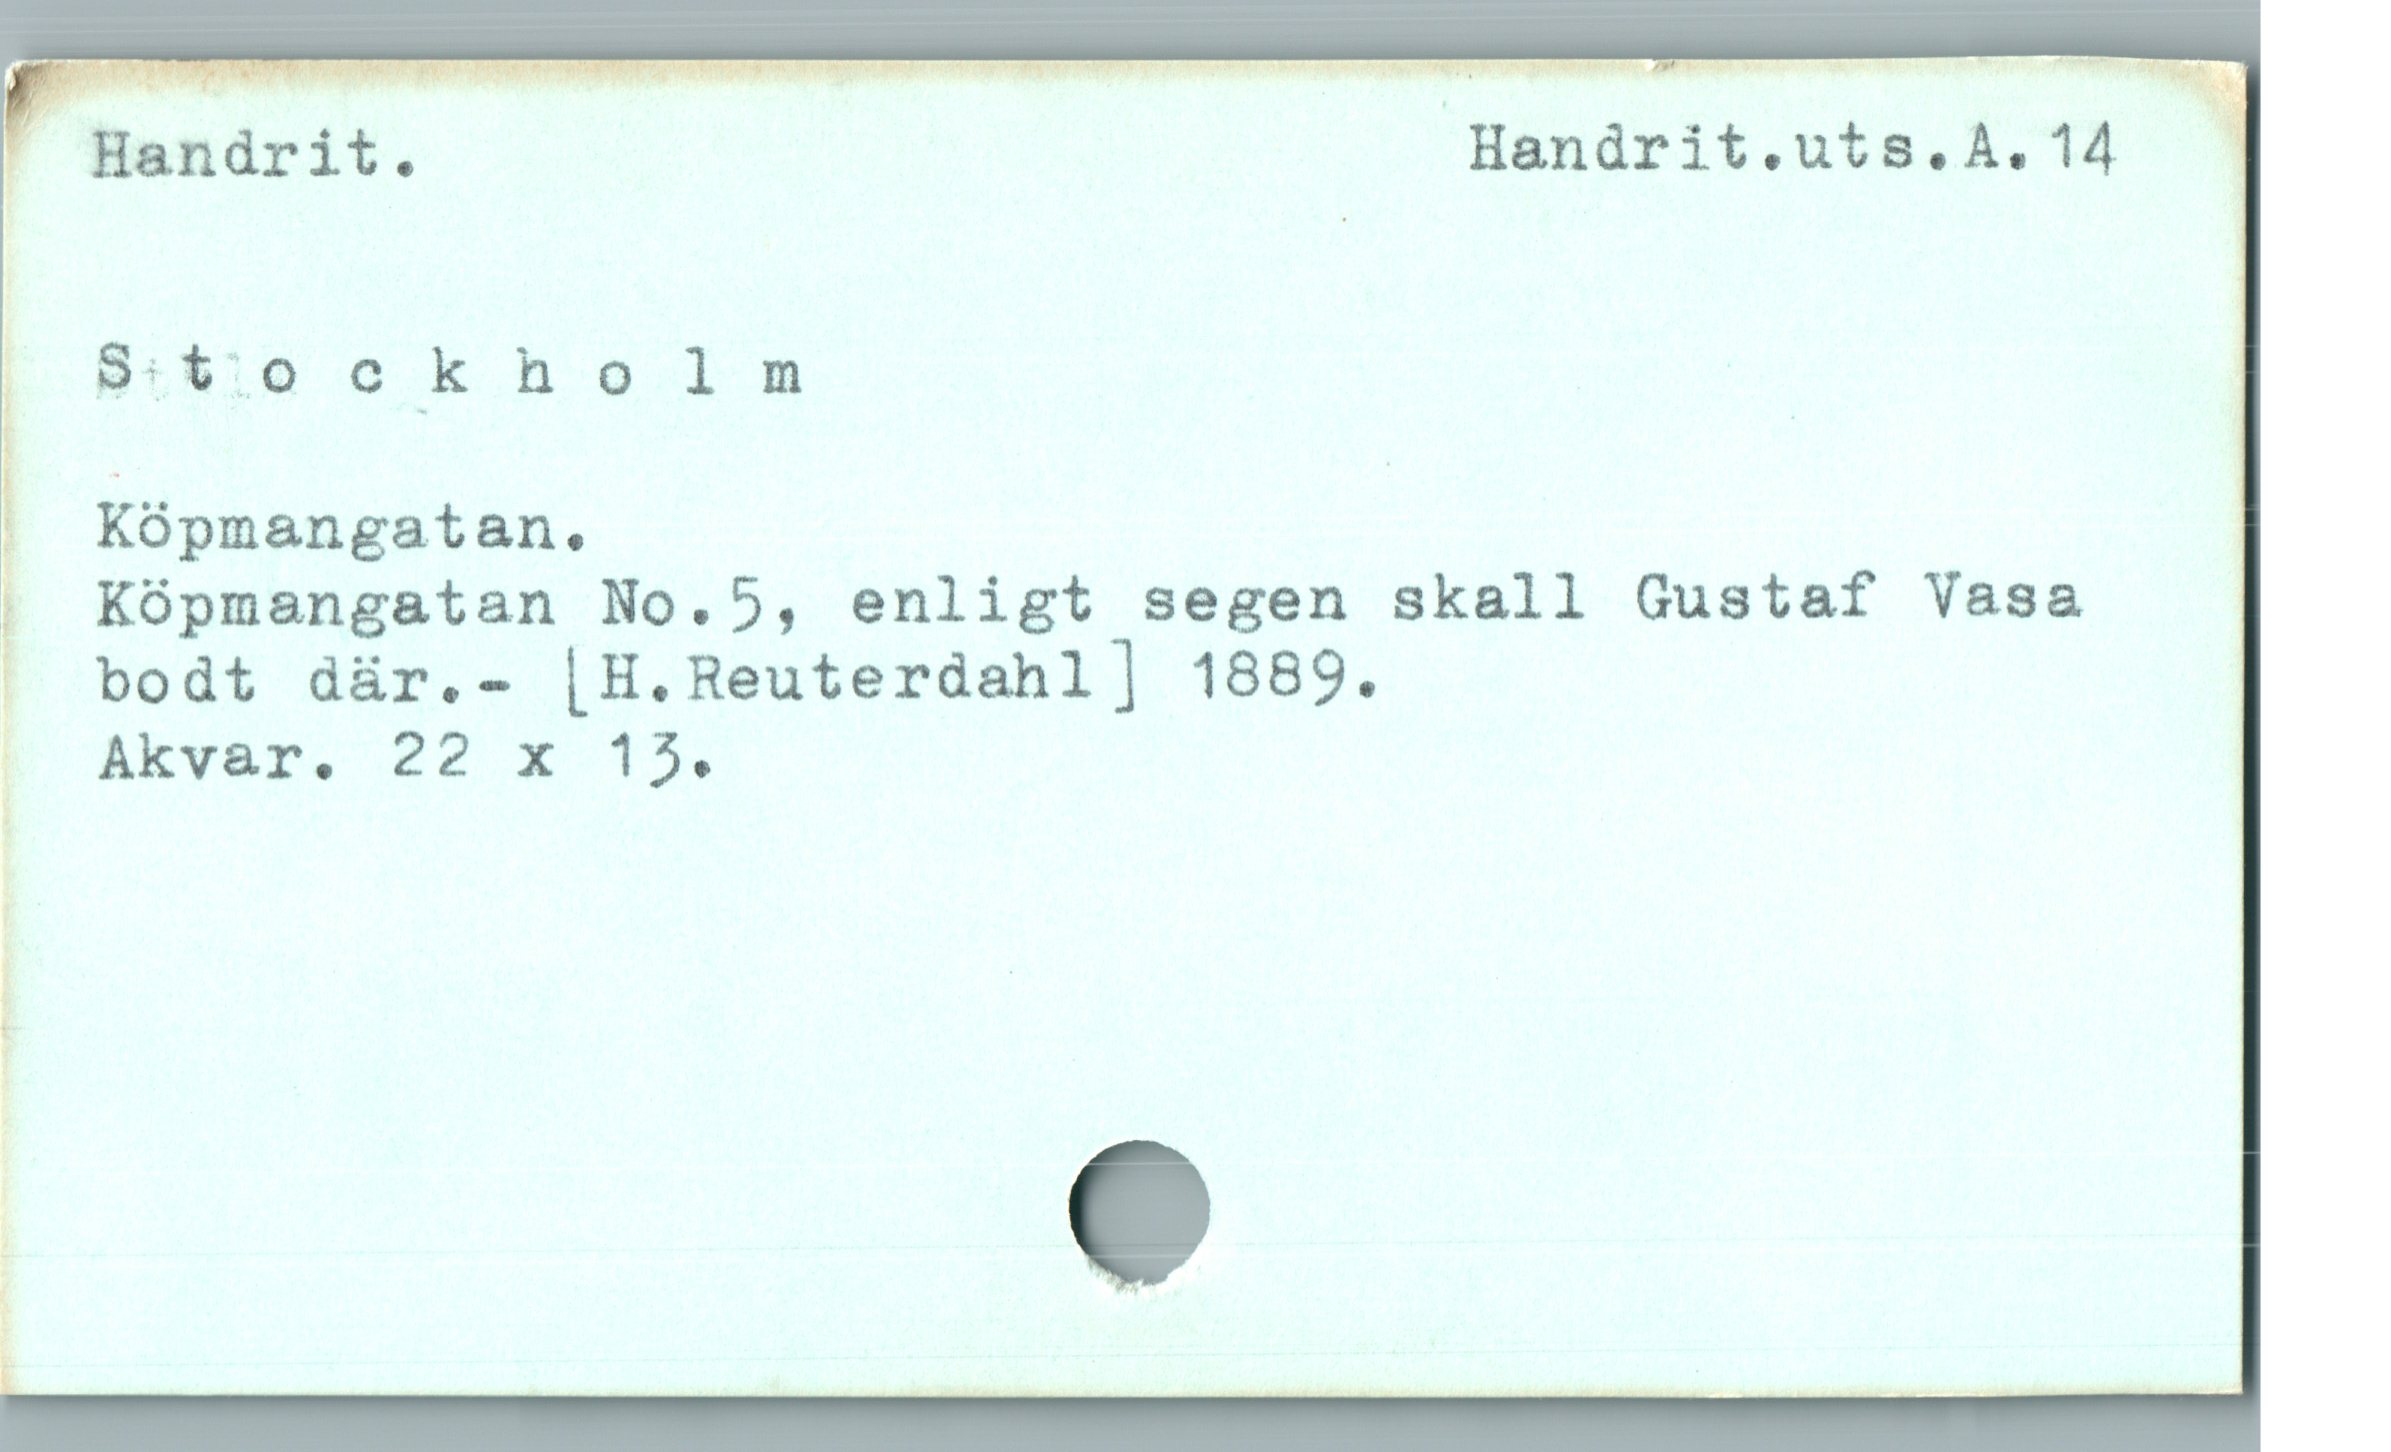 Handrit. Handrit.uts.A.14
S t o c k h o l m
Köpmangatan.
Köpmangatan No.5, enligt segen skall Gustaf Vasa
bodt där.- [H.Reuterdahl] 1889.
Akvar. 22 x 13.